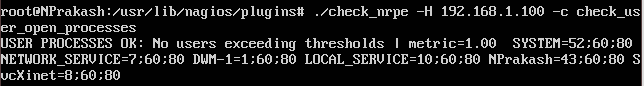 root@NPrakash:/usr/lib/nagios/plugins# ./check_nrpe -H 192.168.1.100 -c check_us
er_open_processes
USER PROCESSES OK: No users exceeding thresholds | metric=1.00  SYSTEM=52;60;80
NETWORK_SERVICE=7;60;80 DWM-1=1;60;80 LOCAL_SERVICE=10;60;80 NPrakash=43;60;80 S
vcXinet=8;60;80